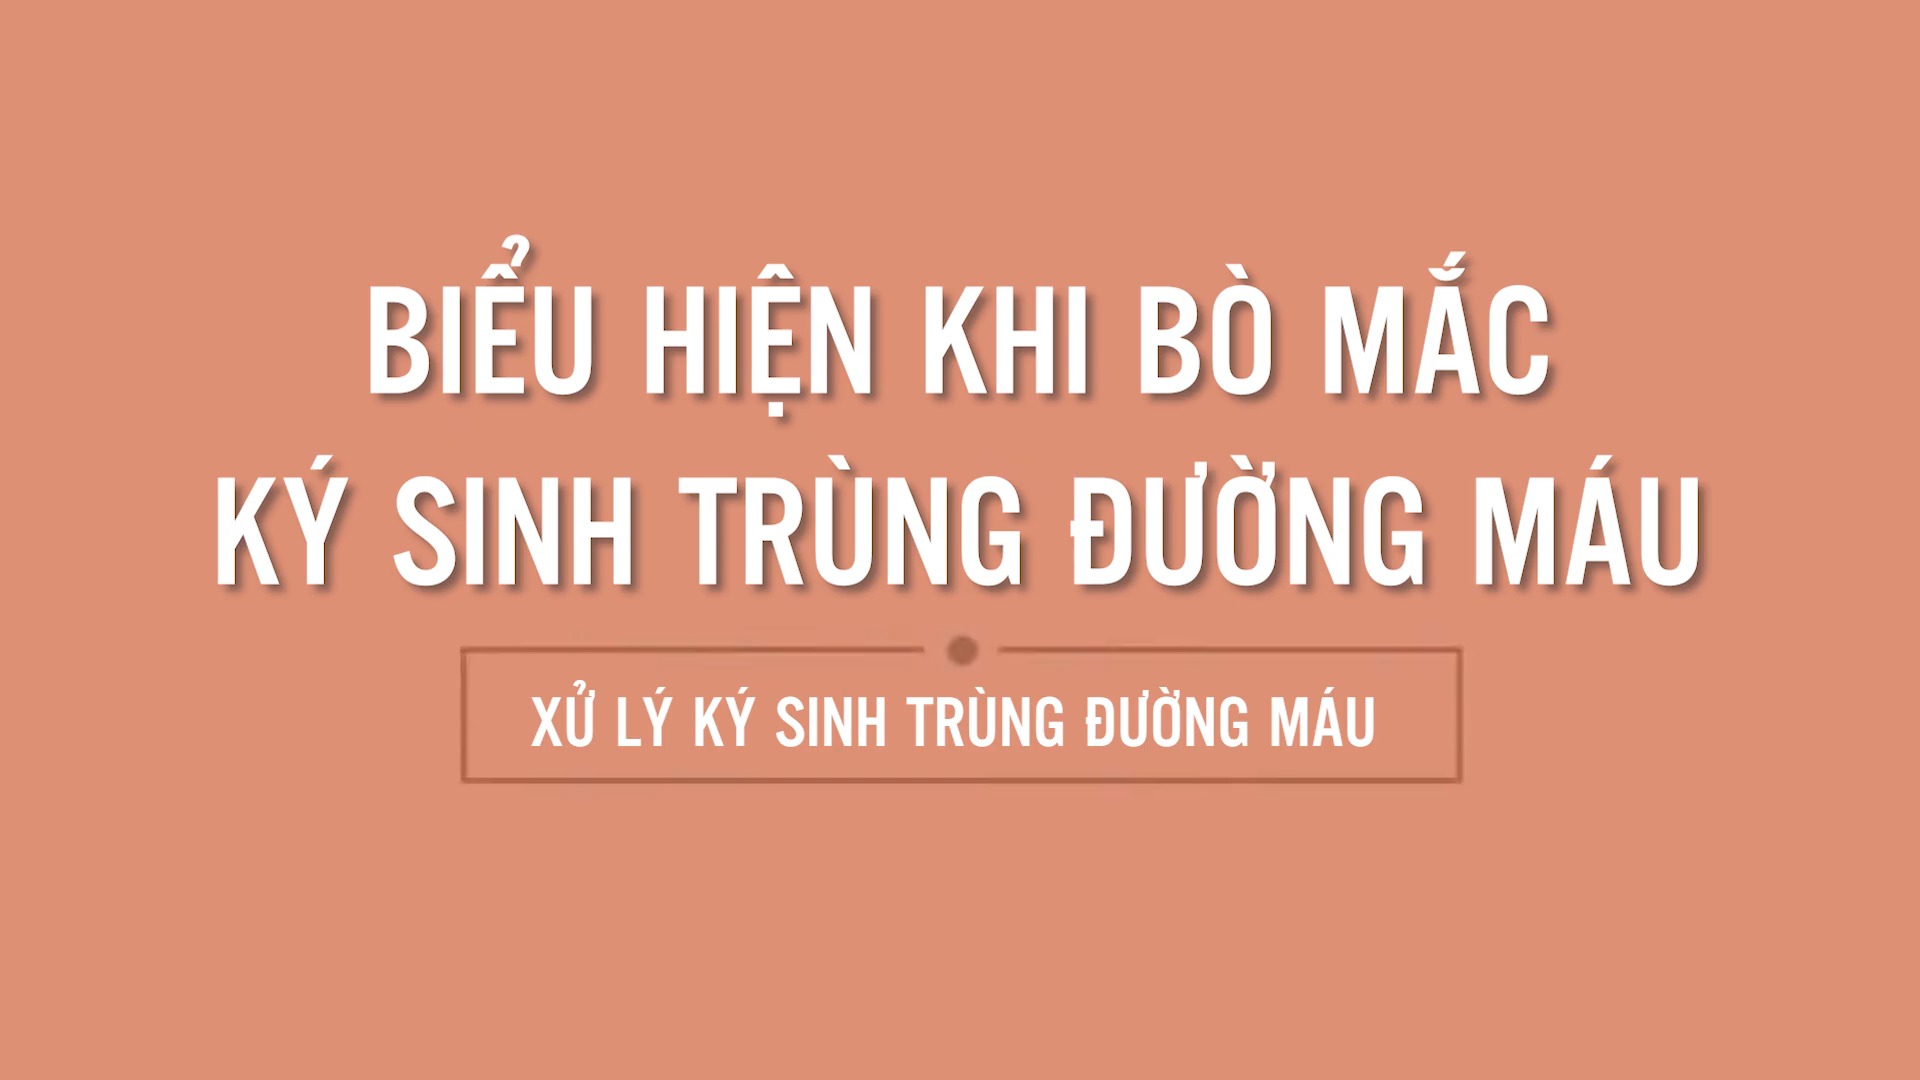 BIỂU HIỆN KHI BÒ MẮC
KÝ SINH TRÙNG ĐƯỜNG MÁU
XỬ LÝ KÝ SINH TRÙNG ĐƯỜNG MÁU